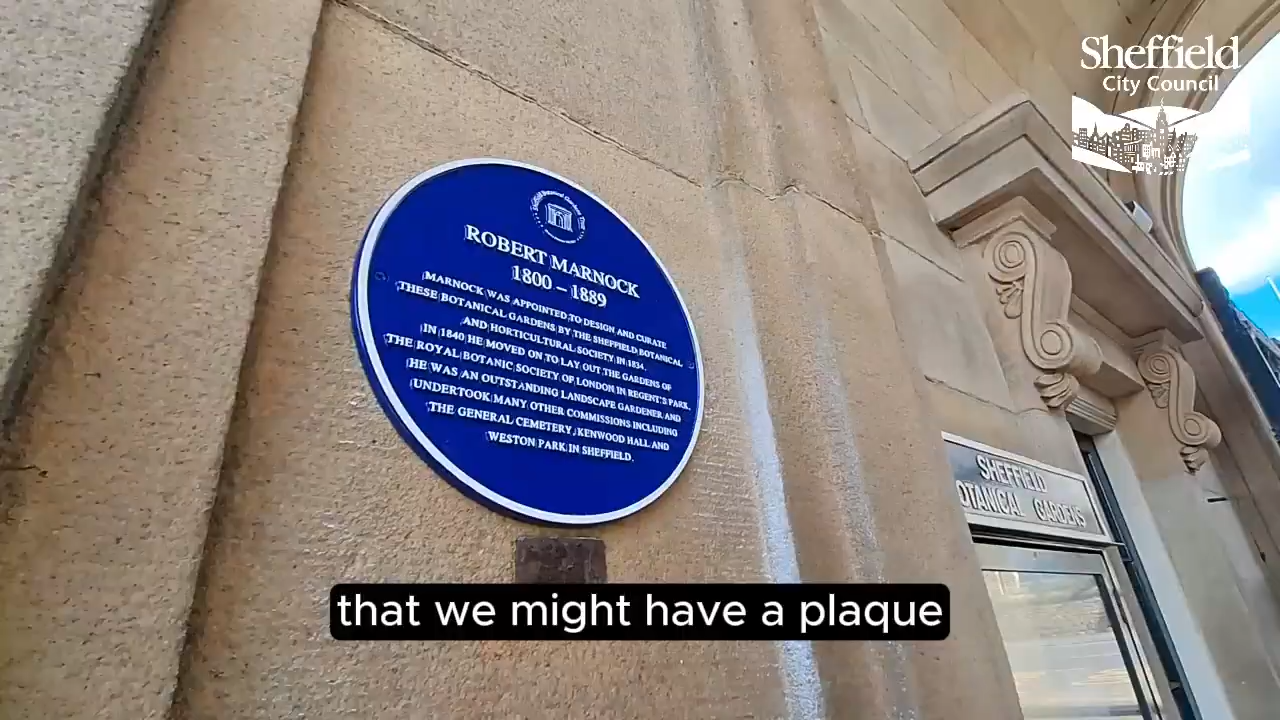 Sheffield
City Council
ROBERT MARNOCK
1800 – 1889
MARNOCK WAS APPOINTED TO DESIGN AND CURATE
THESE BOTANICAL GARDENS BY THE SHEFFIELD BOTANICAL
AND HORTICULTURAL SOCIETY IN 1834.
IN 1840 HE MOVED ON TO LAY OUT THE GARDENS OF
THE ROYAL BOTANIC SOCIETY OF LONDON IN REGENT'S PARK.
HE WAS AN OUTSTANDING LANDSCAPE GARDENER AND
UNDERTOOK MANY OTHER COMMISSIONS INCLUDING
THE GENERAL CEMETERY, KENWOOD HALL AND
WESTON PARK IN SHEFFIELD.
SHEFFIELD
OTANICAL GARDENS
that we might have a plaque